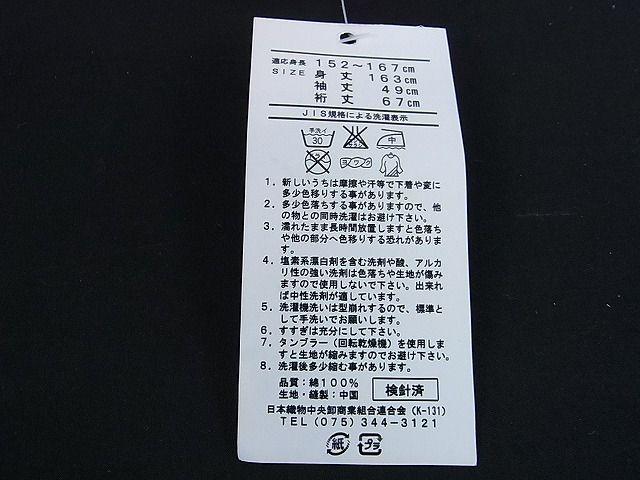 適応身長 152〜167cm
SIZE 身丈 163cm
袖丈 49cm
裄丈 67cm
JIS規格による洗濯表示
手洗イ
30
中
ヨワク
1．新しいうちは摩擦や汗等で下着や変に
多少色移りする事があります。
2．多少色落ちする事がありますので、他
の物との同時洗濯はお避け下さい。
3．濡れたまま長時間放置しますと色落ち
や他の部分へ色移りする恐れがありま
す。
4．塩素系漂白剤を含む洗剤や酸、アルカ
リ性の強い洗剤は色落ちや生地が傷み
ますので使用しないで下さい。出来れ
ば中性洗剤が適しています。
5．洗濯機洗いは型崩れするので、標準と
して手洗いでお願いします。
6．すすぎは充分にして下さい。
7．タンブラー（回転乾燥機）を使用しま
すと生地が縮みますのでお避け下さい。
8．洗濯後多少縮む事があります。
品質：綿100％
生地・縫製：中国
検針済
日本織物中央卸商業組合連合会（K-131）
TEL（075）344-3121
紙
プラ